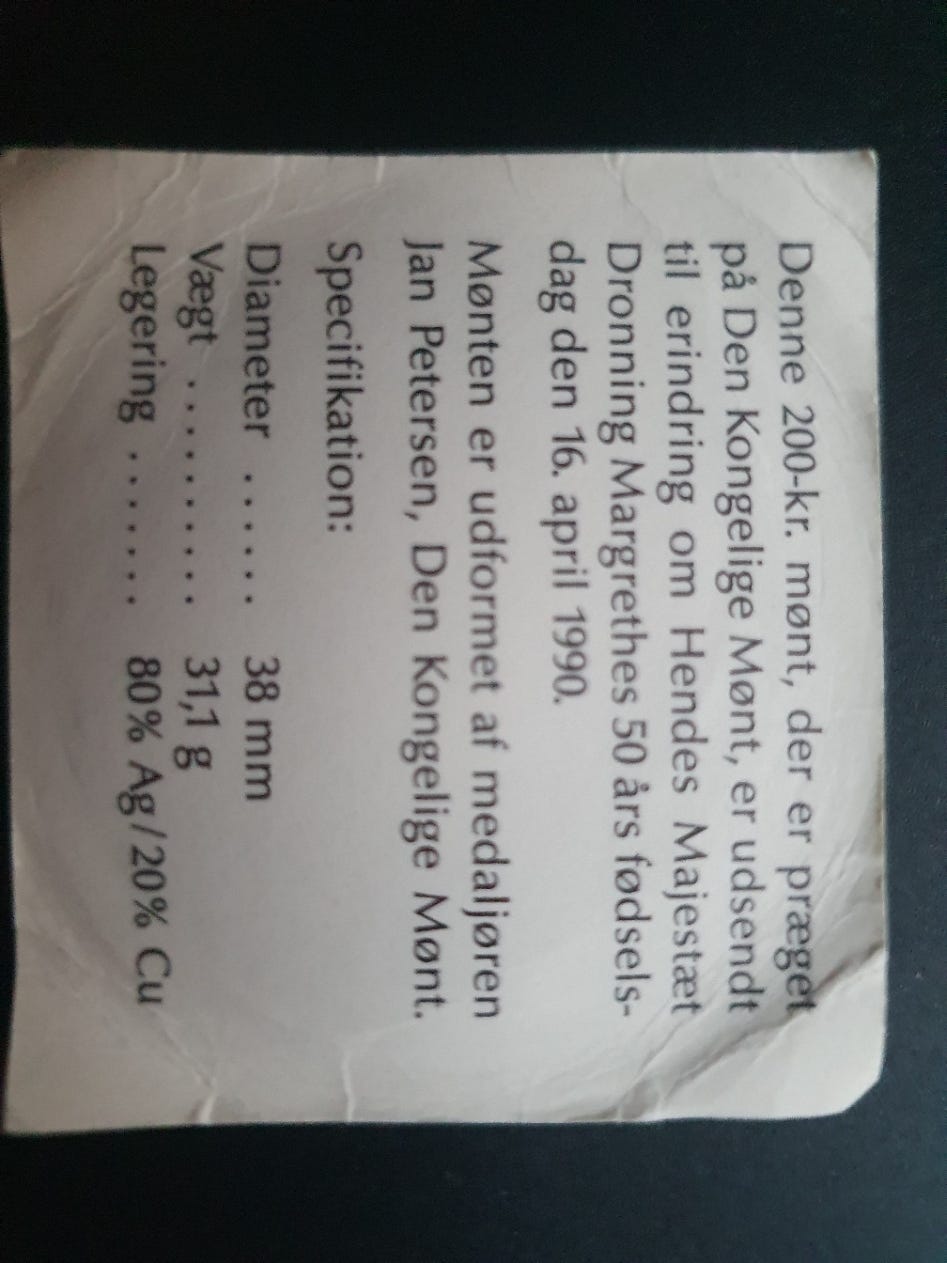 Denne 200-kr. mønt, der er præget
på Den Kongelige Mønt, er udsendt
til erindring om Hendes Majestæt
Dronning Margrethes 50 års fødsels-
dag den 16. april 1990.
Mønten er udformet af medaljøren
Jan Petersen, Den Kongelige Mønt.
Specifikation:
Diameter ...... 38 mm
Vægt ......... 31,1 g
Legering ....... 80% Ag/20% Cu